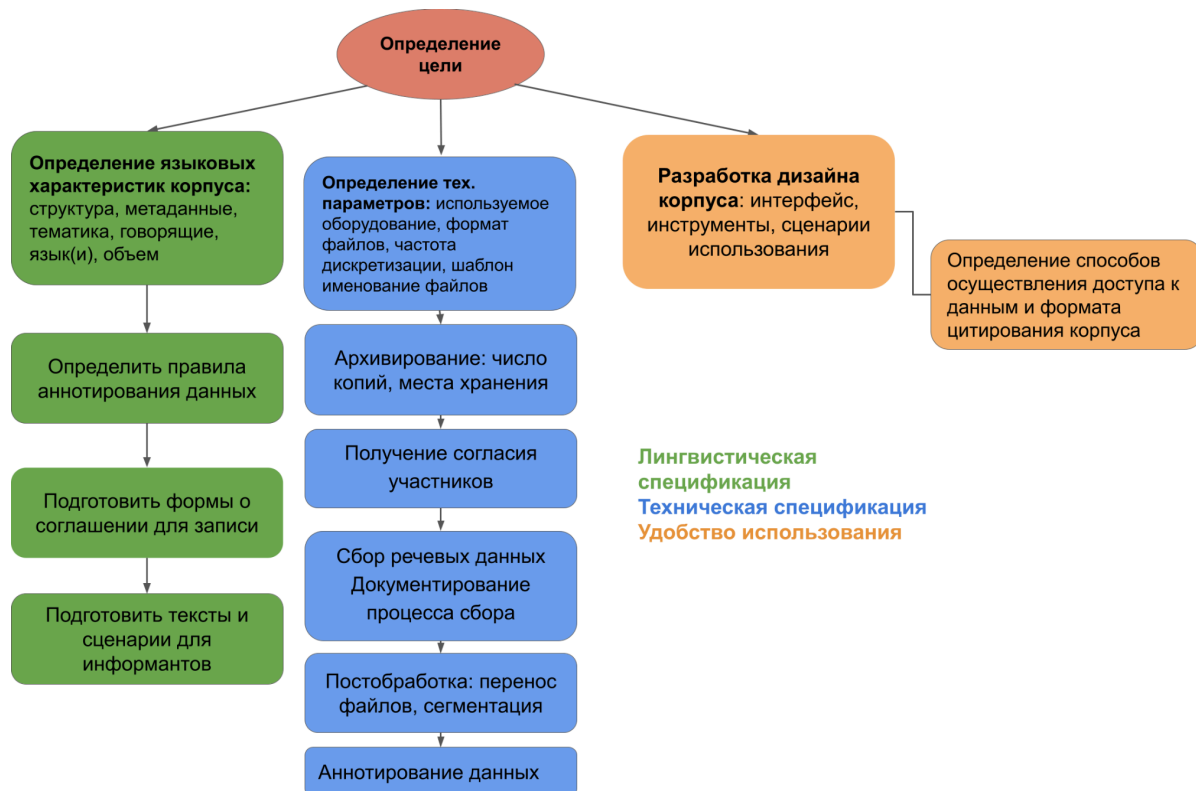 Определение
цели
Определение языковых
характеристик корпуса:
структура, метаданные,
тематика, говорящие,
язык(и), объем
Определить правила
аннотирования данных
Подготовить формы о
соглашении для записи
Подготовить тексты и
сценарии для
информантов
Определение тех.
параметров: используемое
оборудование, формат
файлов, частота
дискретизации, шаблон
именование файлов
Архивирование: число
копий, места хранения
Получение согласия
участников
Сбор речевых данных
Документирование
процесса сбора
Постобработка: перенос
файлов, сегментация
Аннотирование данных
Разработка дизайна
корпуса: интерфейс,
инструменты, сценарии
использования
Определение способов
осуществления доступа к
данным и формата
цитирования корпуса
Лингвистическая
спецификация
Техническая спецификация
Удобство использования